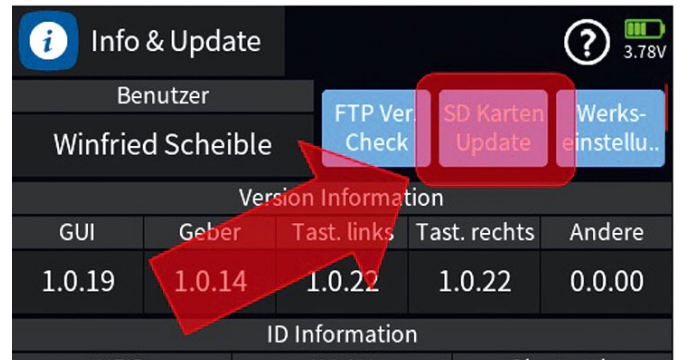 i Info & Update ? 3.78V
Benutzer
Winfried Scheible
FTP Ver.
Check
SD Karten
Update
Werks-
einstellu..
Version Information
GUI Geber Tast. links Tast. rechts Andere
1.0.19 1.0.14 1.0.22 1.0.22 0.0.00
ID Information